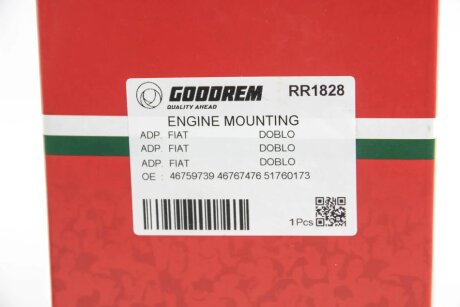 GOODREM RR1828
QUALITY AHEAD
ENGINE MOUNTING
ADP. FIAT DOBLO
ADP. FIAT DOBLO
ADP. FIAT DOBLO
OE : 46759739 46767476 51760173
1Pcs